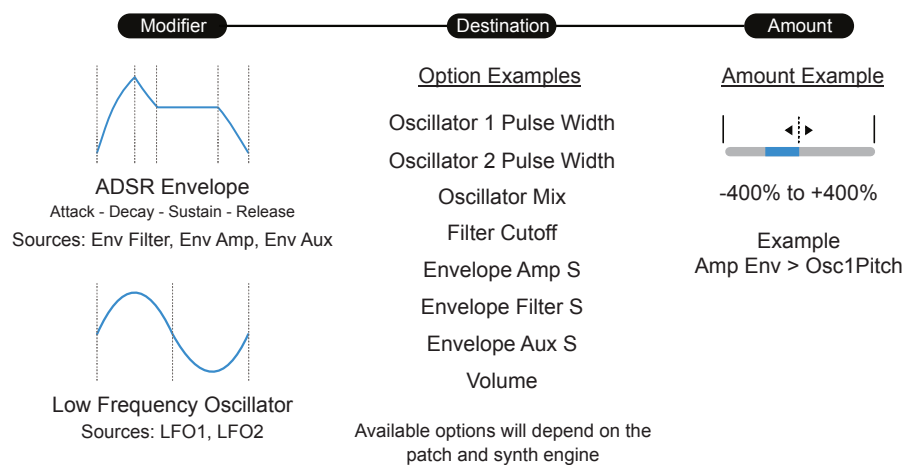 Modifier
Destination
Amount
ADSR Envelope
Attack - Decay - Sustain - Release
Sources: Env Filter, Env Amp, Env Aux
Low Frequency Oscillator
Sources: LFO1, LFO2
Option Examples
Oscillator 1 Pulse Width
Oscillator 2 Pulse Width
Oscillator Mix
Filter Cutoff
Envelope Amp S
Envelope Filter S
Envelope Aux S
Volume
Available options will depend on the
patch and synth engine
Amount Example
-400% to +400%
Example
Amp Env > Osc1Pitch